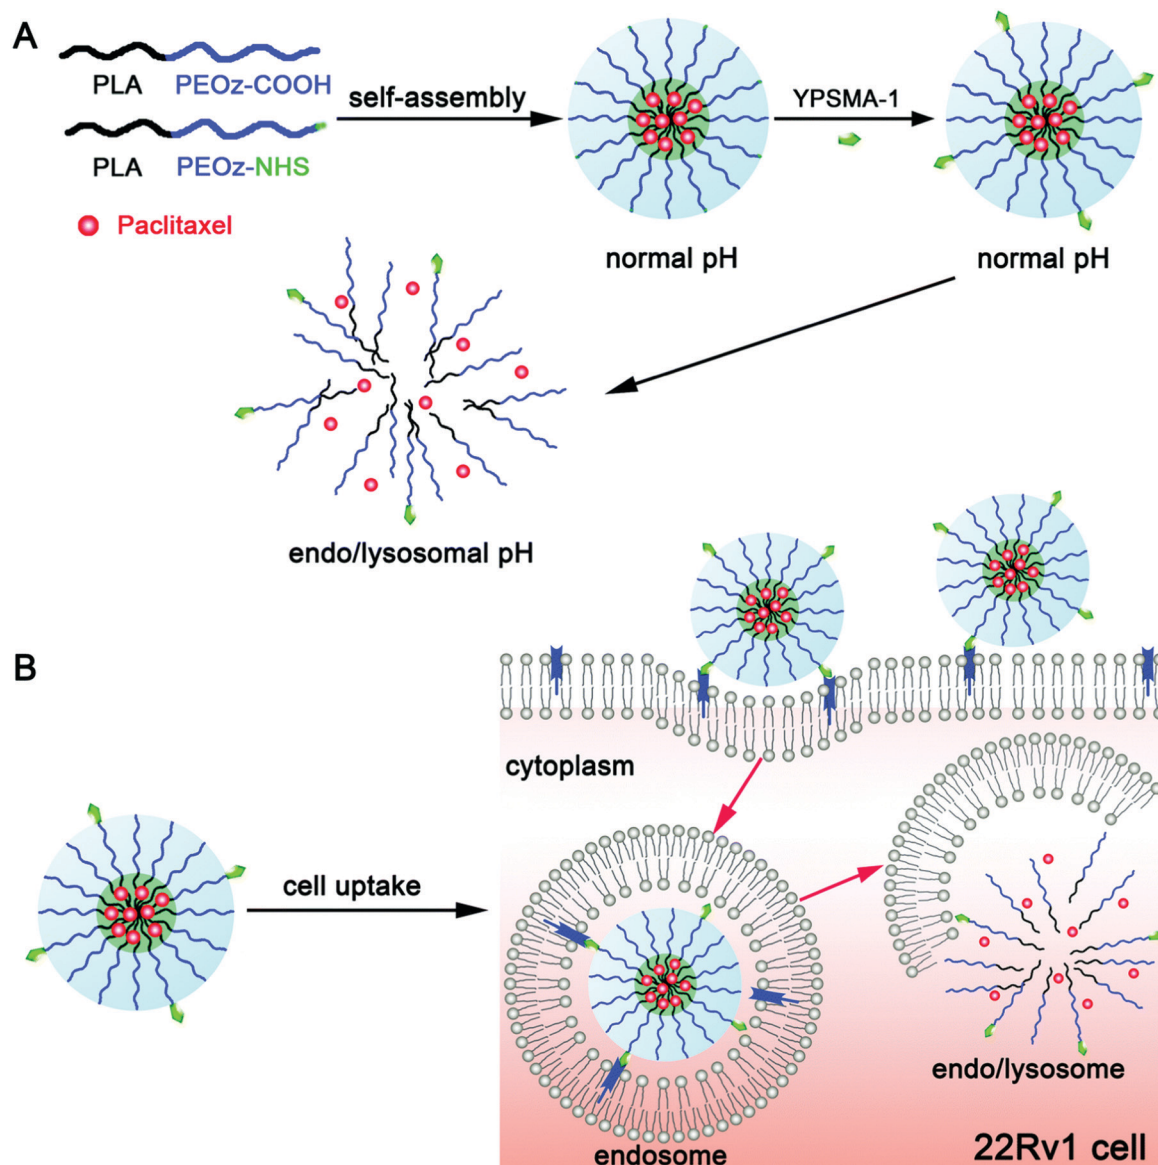 A
PLA PEOz-COOH
PLA PEOz-NHS
Paclitaxel
self-assembly
YPSMA-1
normal pH
normal pH
endo/lysosomal pH
B
cell uptake
cytoplasm
endosome
endo/lysosome
22Rv1 cell